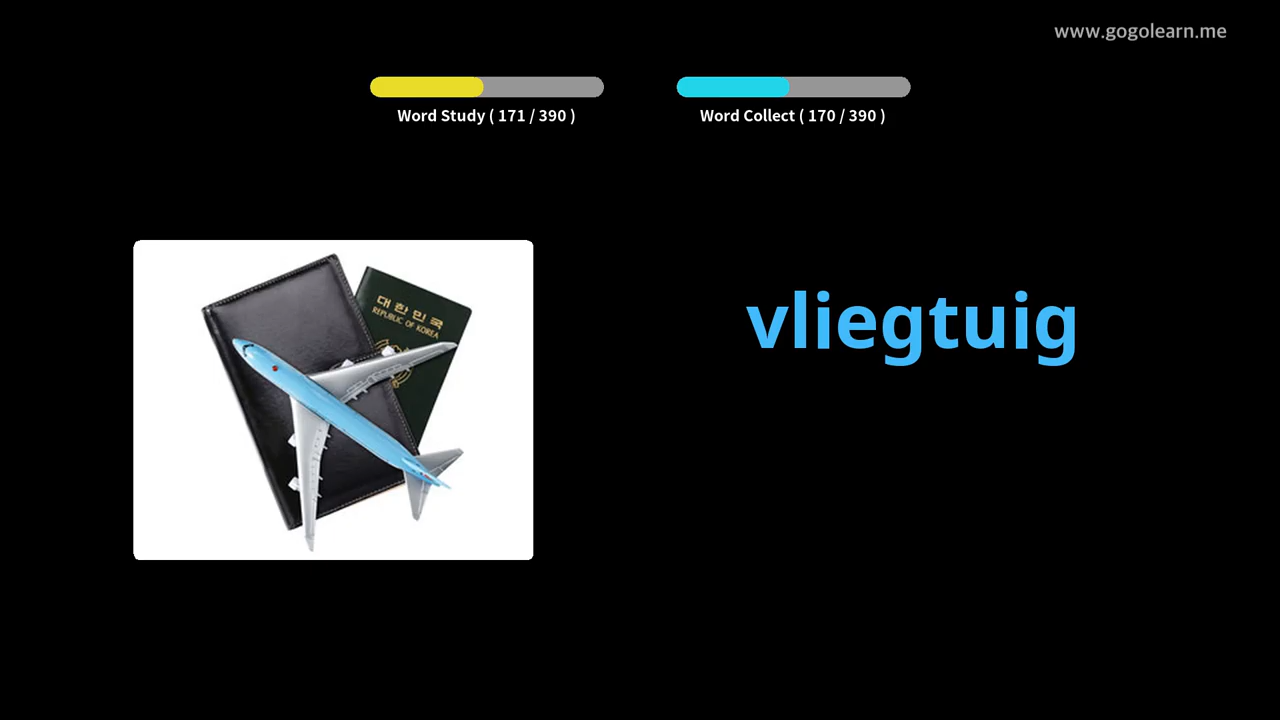 www.gogolearn.me
Word Study ( 171 / 390 )
Word Collect ( 170 / 390 )
대한민국
REPUBLIC OF KOREA
vliegtuig